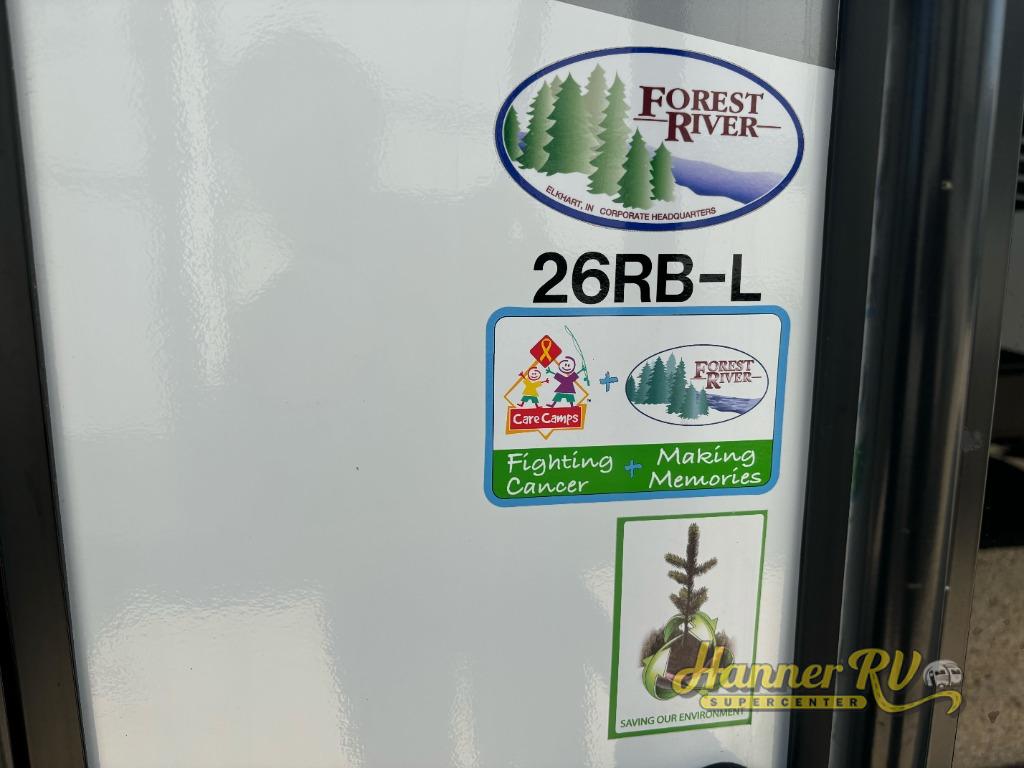 FOREST
RIVER
ELKHART, IN CORPORATE HEADQUARTERS
26RB-L
Care Camps
+
FOREST
RIVER
Fighting Cancer + Making Memories
SAVING OUR ENVIRONMENT
Hanner RV
SUPERCENTER